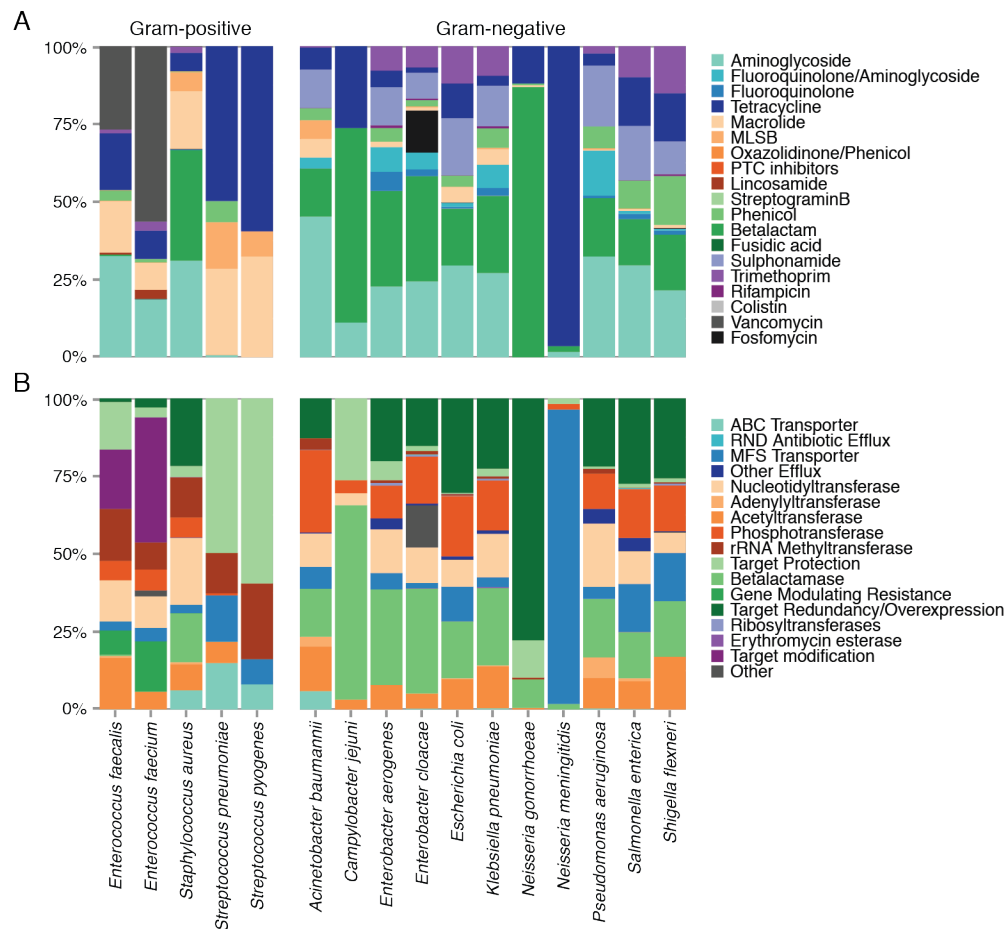 A
Gram-positive
Gram-negative
100%
75%
50%
25%
0%
Aminoglycoside
Fluoroquinolone/Aminoglycoside
Fluoroquinolone
Tetracycline
Macrolide
MLSB
Oxazolidinone/Phenicol
PTC inhibitors
Lincosamide
StreptograminB
Phenicol
Betalactam
Fusidic acid
Sulphonamide
Trimethoprim
Rifampicin
Colistin
Vancomycin
Fosfomycin
B
100%
75%
50%
25%
0%
ABC Transporter
RND Antibiotic Efflux
MFS Transporter
Other Efflux
Nucleotidyltransferase
Adenylyltransferase
Acetyltransferase
Phosphotransferase
rRNA Methyltransferase
Target Protection
Betalactamase
Gene Modulating Resistance
Target Redundancy/Overexpression
Ribosyltransferases
Erythromycin esterase
Target modification
Other
Enterococcus faecalis
Enterococcus faecium
Staphylococcus aureus
Streptococcus pneumoniae
Streptococcus pyogenes
Acinetobacter baumannii
Campylobacter jejuni
Enterobacter aerogenes
Enterobacter cloacae
Escherichia coli
Klebsiella pneumoniae
Neisseria gonorrhoeae
Neisseria meningitidis
Pseudomonas aeruginosa
Salmonella enterica
Shigella flexneri